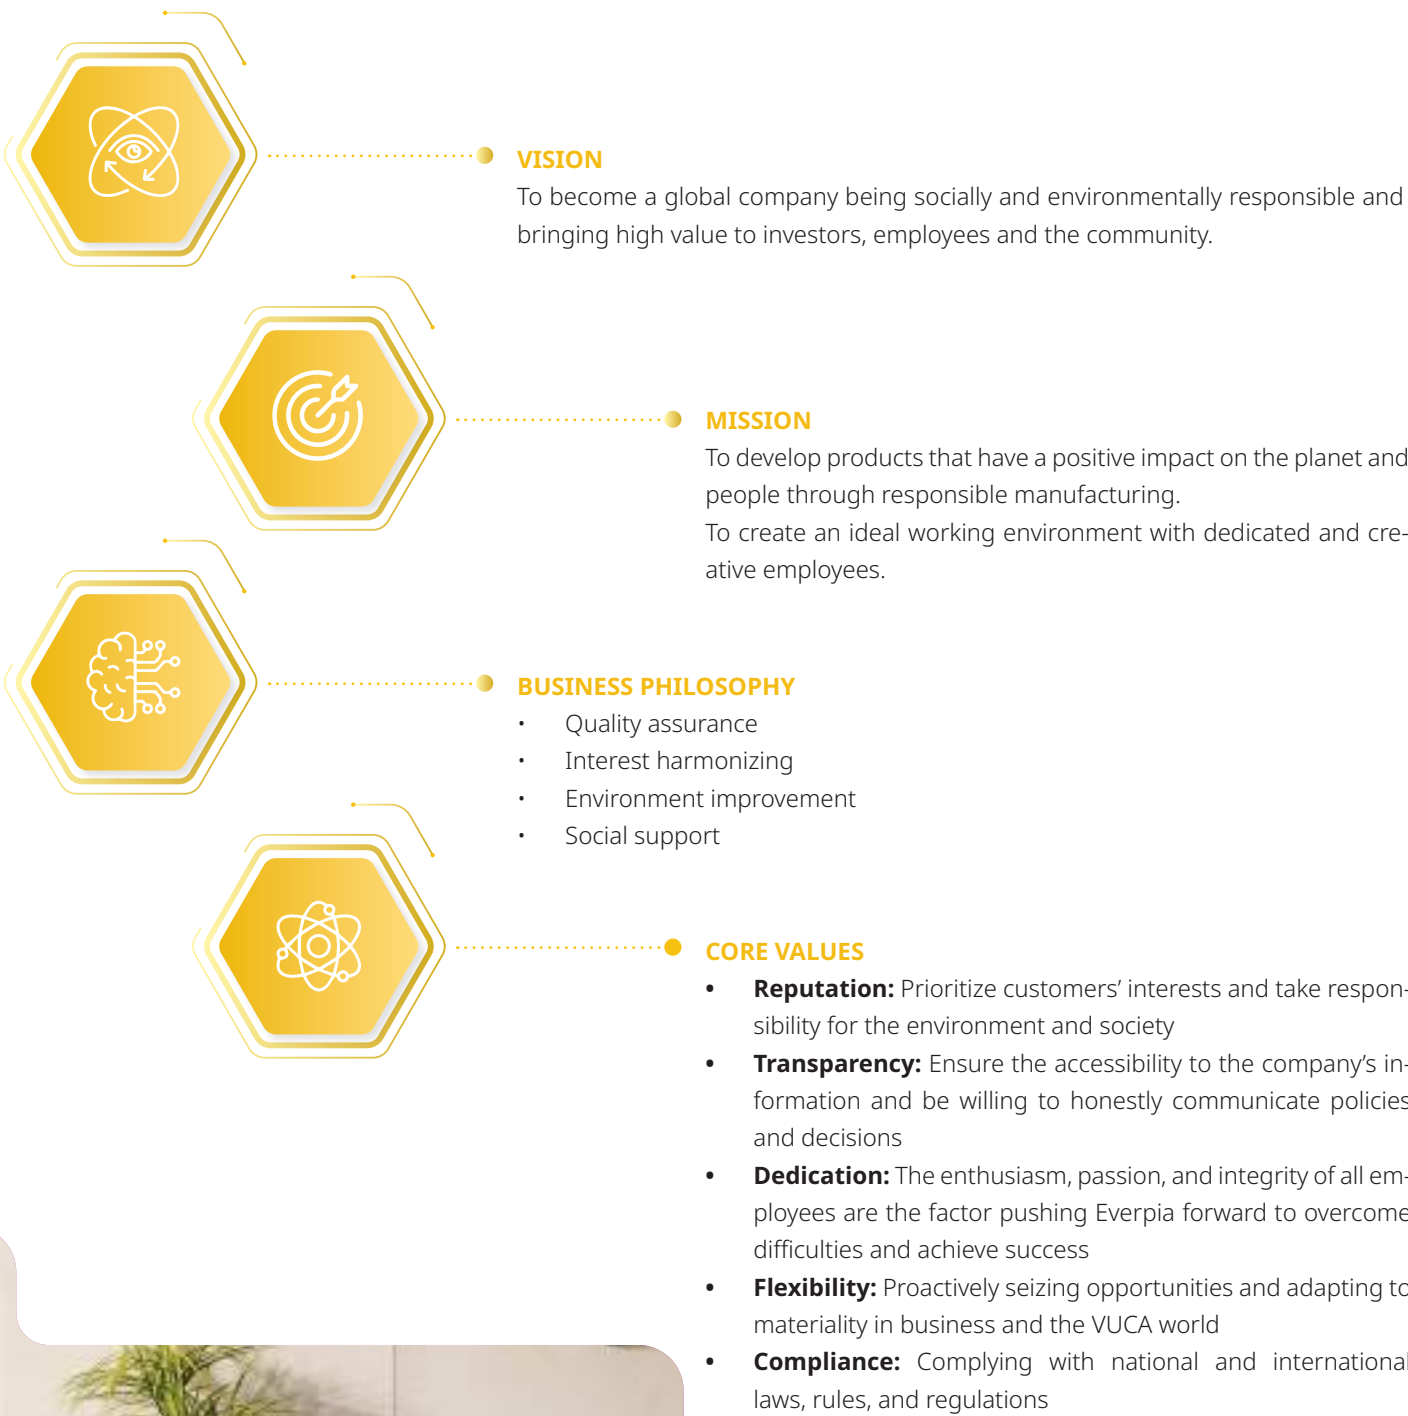 VISION
To become a global company being socially and environmentally responsible and
bringing high value to investors, employees and the community.
MISSION
To develop products that have a positive impact on the planet and
people through responsible manufacturing.
To create an ideal working environment with dedicated and cre-
ative employees.
BUSINESS PHILOSOPHY
• Quality assurance
• Interest harmonizing
• Environment improvement
• Social support
CORE VALUES
• Reputation: Prioritize customers’ interests and take respon-
sibility for the environment and society
• Transparency: Ensure the accessibility to the company’s in-
formation and be willing to honestly communicate policies
and decisions
• Dedication: The enthusiasm, passion, and integrity of all em-
ployees are the factor pushing Everpia forward to overcome
difficulties and achieve success
• Flexibility: Proactively seizing opportunities and adapting to
materiality in business and the VUCA world
• Compliance: Complying with national and international
laws, rules, and regulations